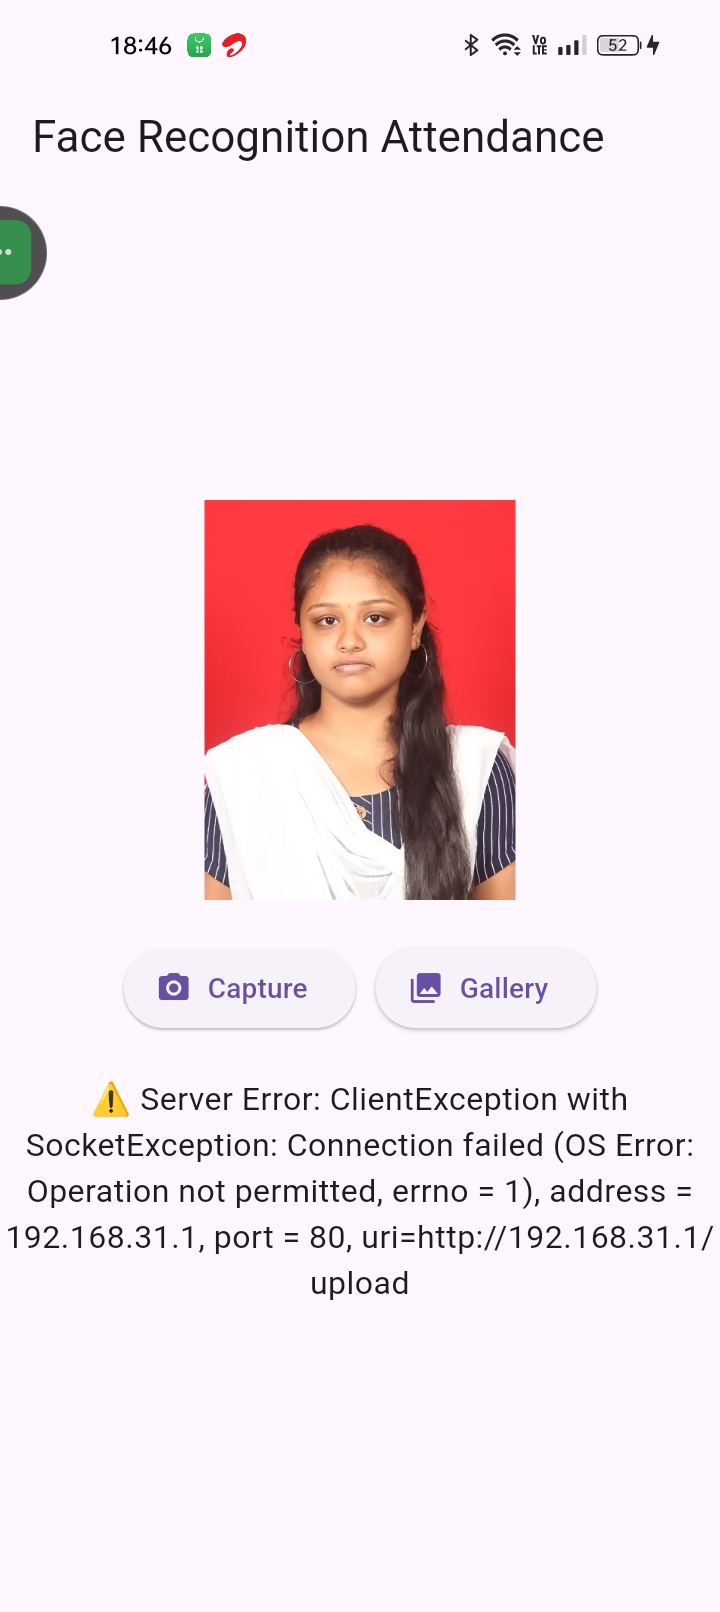 18:46
Vo
LTE
52
Face Recognition Attendance
Capture
Gallery
⚠️ Server Error: ClientException with
SocketException: Connection failed (OS Error:
Operation not permitted, errno = 1), address =
192.168.31.1, port = 80, uri=http://192.168.31.1/
upload